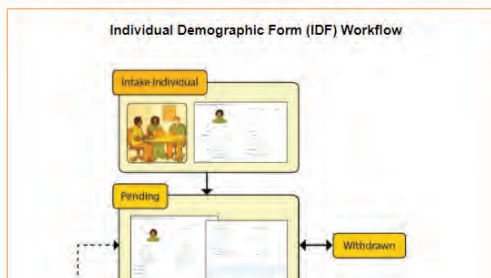 Individual Demographic Form (IDF) Workflow
Intake Individual
Pending
Withdrawn